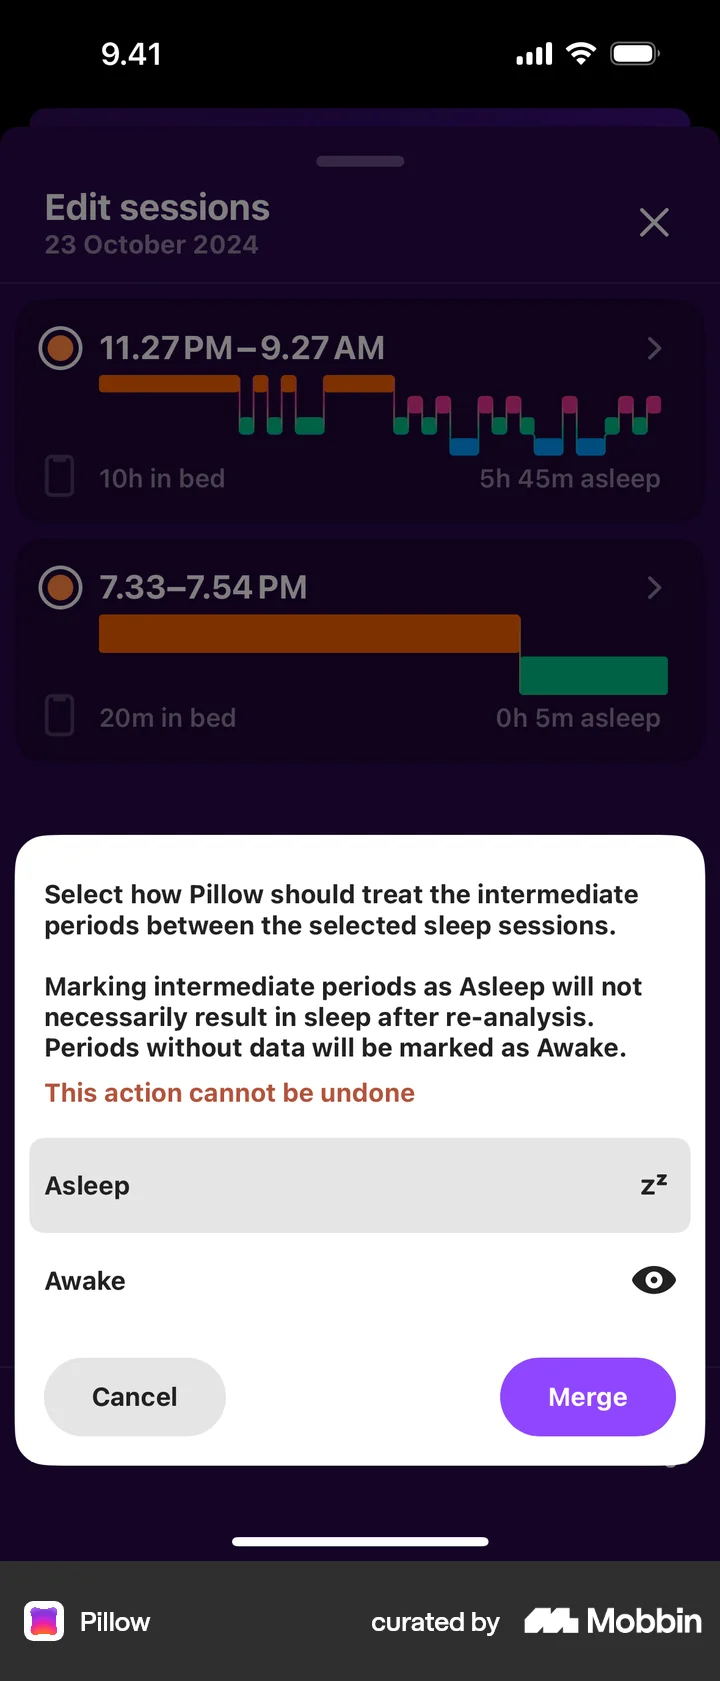 9.41
Edit sessions
23 October 2024
11.27 PM–9.27 AM
10h in bed
5h 45m asleep
7.33–7.54 PM
20m in bed
0h 5m asleep
Select how Pillow should treat the intermediate
periods between the selected sleep sessions.
Marking intermediate periods as Asleep will not
necessarily result in sleep after re-analysis.
Periods without data will be marked as Awake.
This action cannot be undone
Asleep
zz
Awake
Cancel
Merge
Pillow
curated by
Mobbin